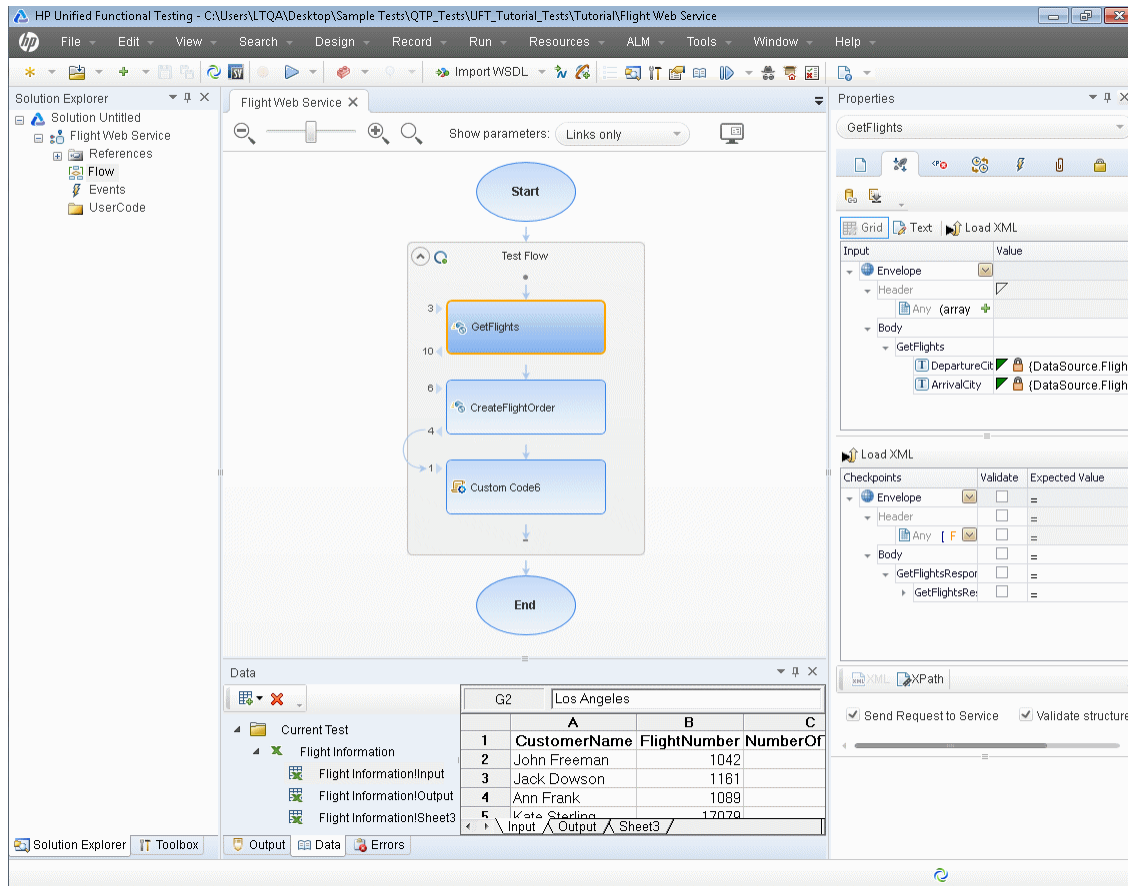 HP Unified Functional Testing - C:\Users\LTQA\Desktop\Sample Tests\QTP_Tests\UFT_Tutorial_Tests\Tutorial\Flight Web Service
hp File Edit View Search Design Record Run Resources ALM Tools Window Help
SV Import WSDL
Solution Explorer
Solution Untitled
Flight Web Service
References
Flow
Events
UserCode
Flight Web Service
Show parameters: Links only
Start
Test Flow
3
GetFlights
10
6
CreateFlightOrder
4
1
Custom Code6
End
Properties
GetFlights
Grid Text Load XML
Input Value
Envelope
Header
Any (array
Body
GetFlights
DepartureCit {DataSource.Fligh
ArrivalCity {DataSource.Fligh
Load XML
Checkpoints Validate Expected Value
Envelope =
Header =
Any [ F =
Body =
GetFlightsRespor =
GetFlightsRes =
XML XPath
Send Request to Service Validate structure
Data
Current Test
Flight Information
Flight Information!Input
Flight Information!Output
Flight Information!Sheet3
G2 Los Angeles
A B C
1 CustomerName FlightNumber NumberOf
2 John Freeman 1042
3 Jack Dowson 1161
4 Ann Frank 1089
5 Kate Sterling 17079
Input Output Sheet3
Solution Explorer Toolbox
Output Data Errors